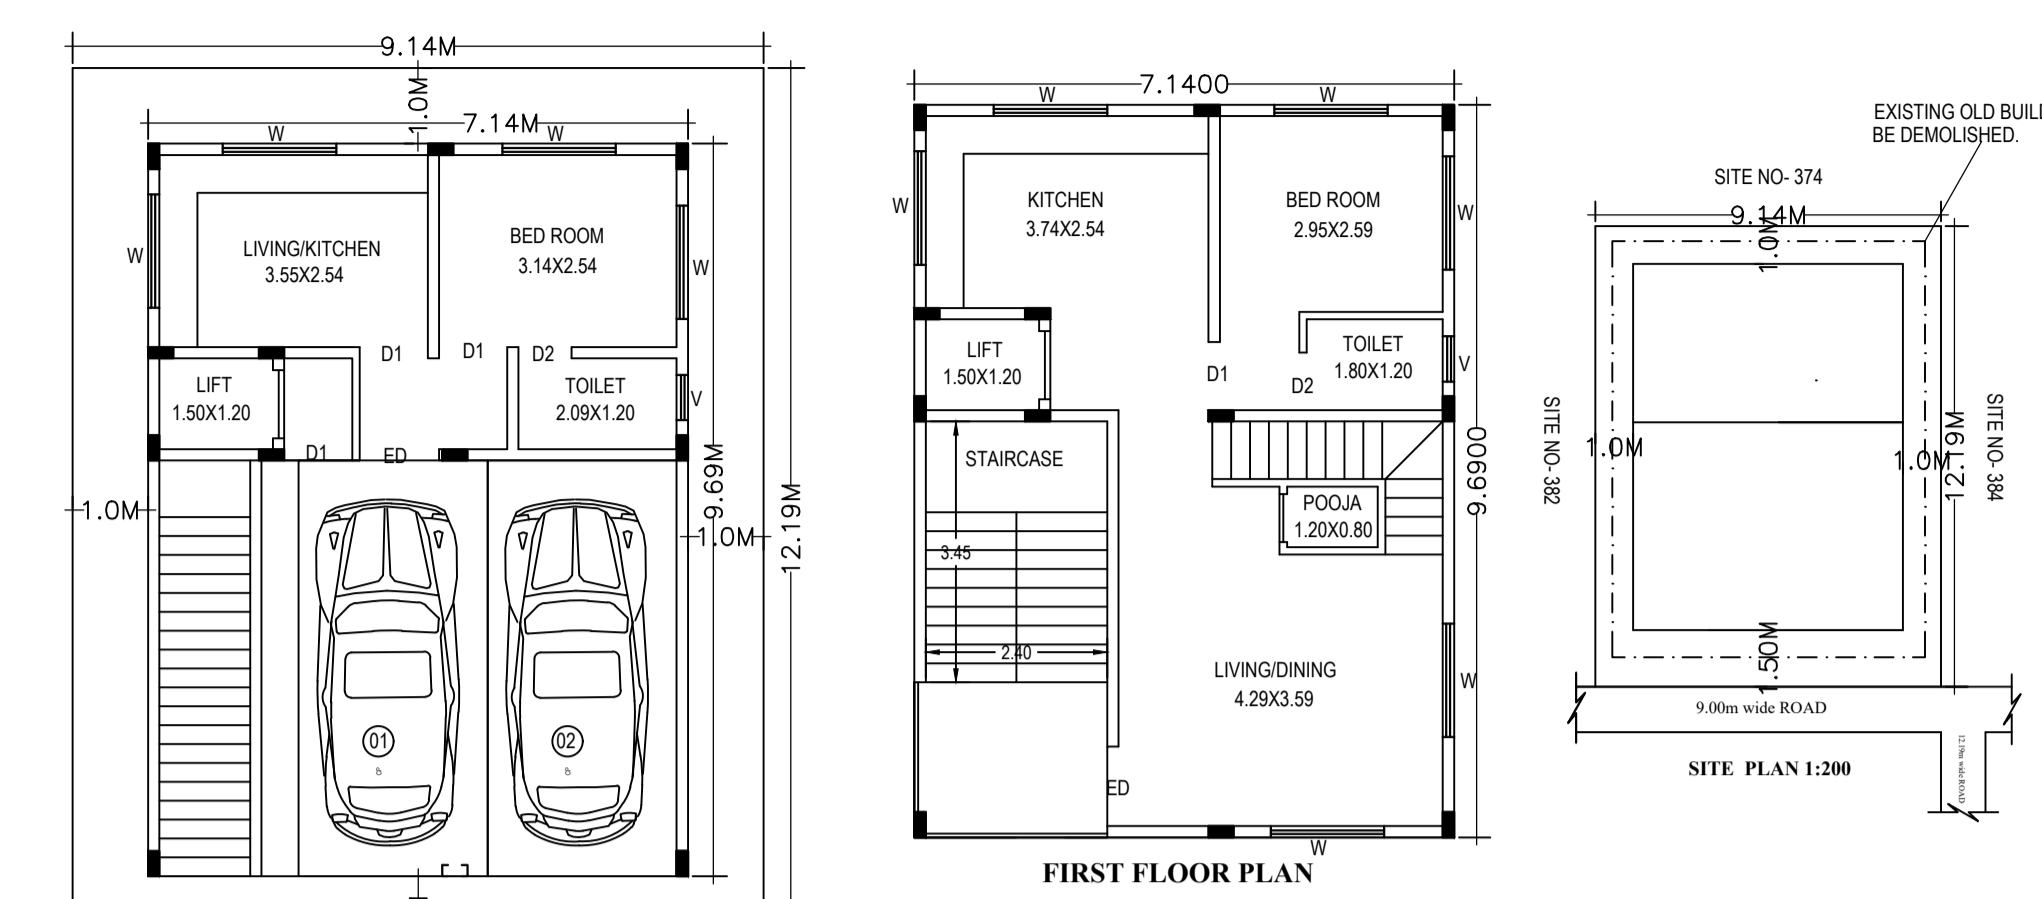 9.14M
1.0M
7.14M
W
W
W
LIVING/KITCHEN
3.55X2.54
BED ROOM
3.14X2.54
W
D1
D1
D2
LIFT
1.50X1.20
TOILET
2.09X1.20
V
D1
ED
1.0M
9.69M
1.0M
12.19M
01
02
7.1400
W
W
W
KITCHEN
3.74X2.54
BED ROOM
2.95X2.59
W
LIFT
1.50X1.20
TOILET
1.80X1.20
V
D1
D2
STAIRCASE
3.45
2.40
POOJA
1.20X0.80
9.6900
LIVING/DINING
4.29X3.59
W
ED
W
FIRST FLOOR PLAN
EXISTING OLD BUIL
BE DEMOLISHED.
SITE NO- 374
9.14M
1.0M
SITE NO- 382
1.0M
1.0M
12.19M
SITE NO- 384
1.50M
9.00m wide ROAD
12.19m wide ROAD
SITE PLAN 1:200